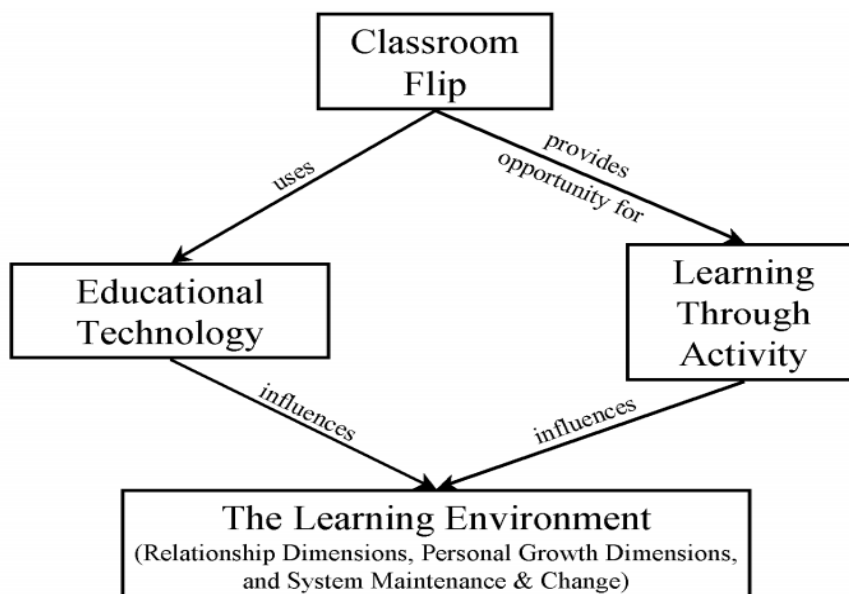 Classroom
Flip
uses
provides
opportunity for
Educational
Technology
Learning
Through
Activity
influences
influences
The Learning Environment
(Relationship Dimensions, Personal Growth Dimensions,
and System Maintenance & Change)